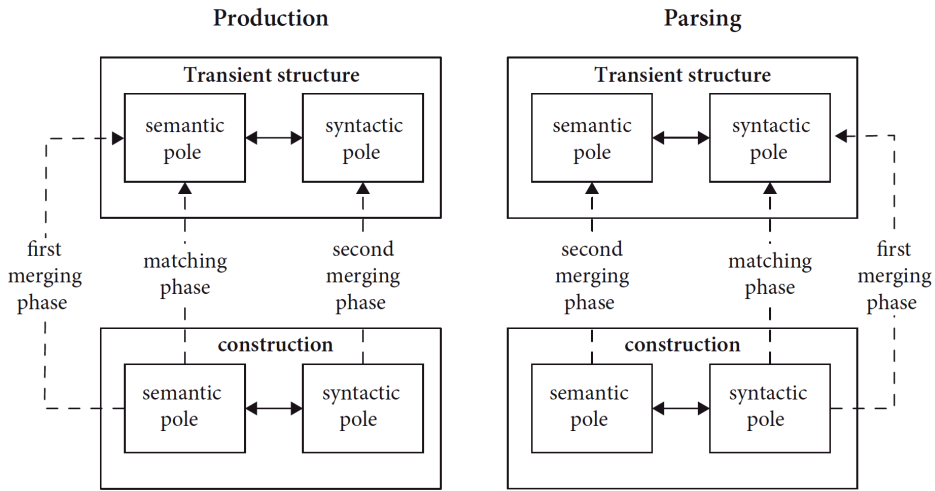 Production
Transient structure
semantic
pole
syntactic
pole
first
merging
phase
matching
phase
second
merging
phase
construction
semantic
pole
syntactic
pole
Parsing
Transient structure
semantic
pole
syntactic
pole
second
merging
phase
matching
phase
first
merging
phase
construction
semantic
pole
syntactic
pole